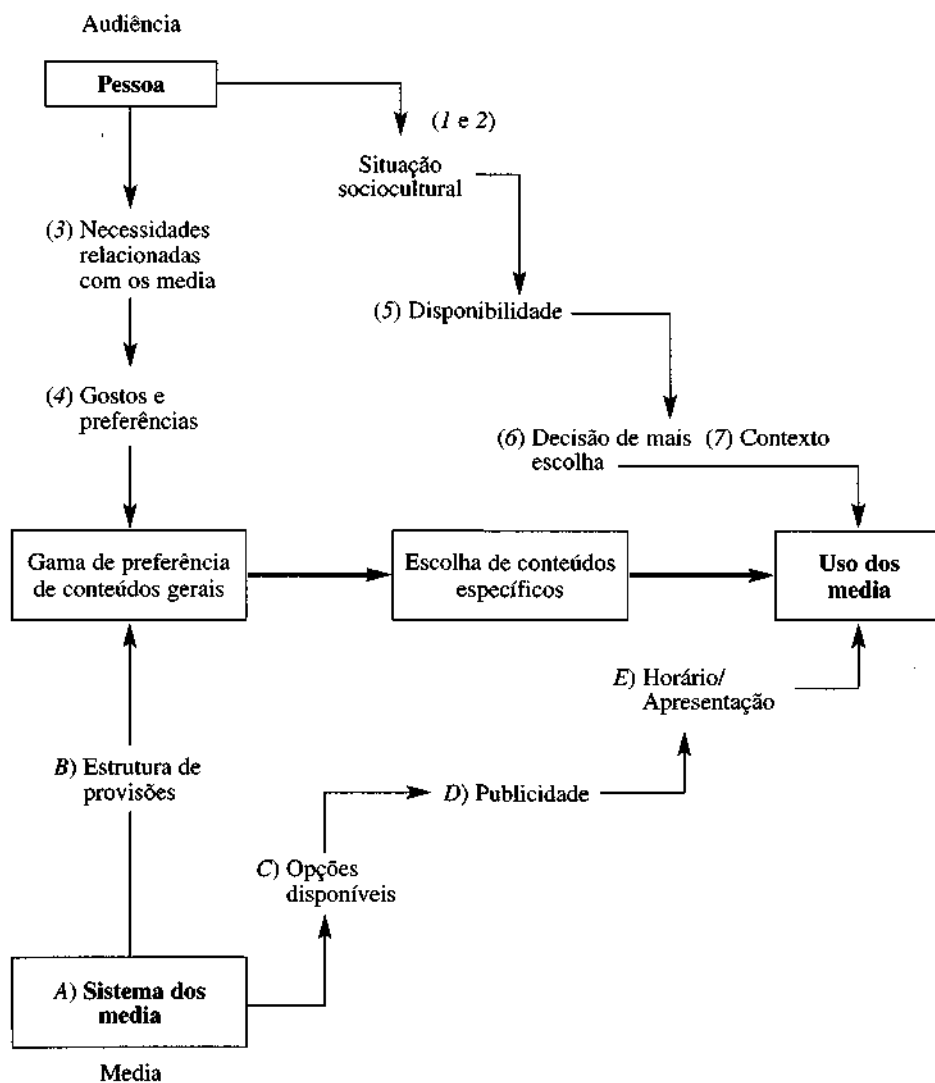 Audiência
Pessoa
(1 e 2)
Situação
sociocultural
(3) Necessidades
relacionadas
com os media
(5) Disponibilidade
(4) Gostos e
preferências
(6) Decisão de mais (7) Contexto
escolha
Gama de preferência
de conteúdos gerais
Escolha de conteúdos
específicos
Uso dos
media
E) Horário/
Apresentação
B) Estrutura de
provisões
D) Publicidade
C) Opções
disponíveis
A) Sistema dos
media
Media